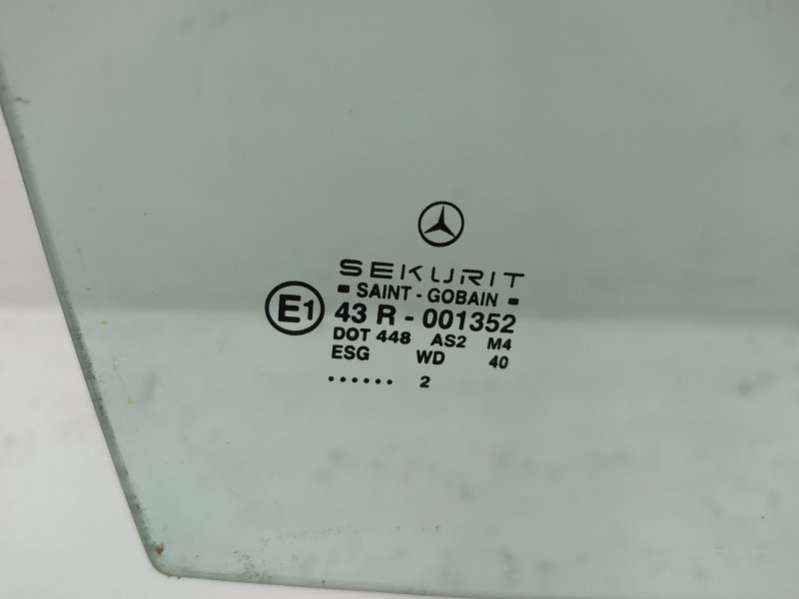 SEKURIT
SAINT - GOBAIN
E1 43 R - 001352
DOT 448 AS2 M4
ESG WD 40
...... 2